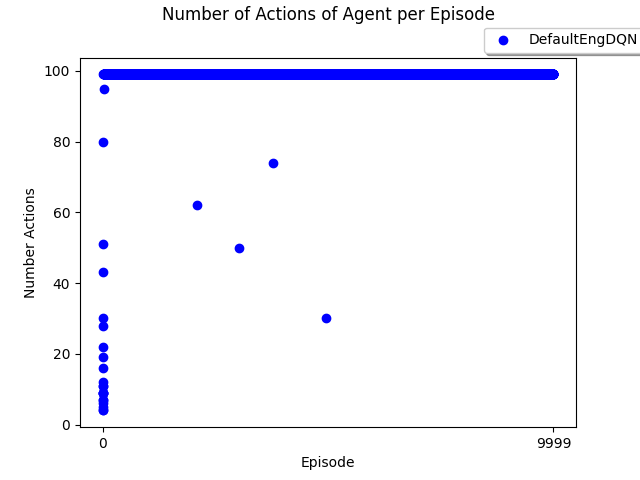 Number of Actions of Agent per Episode
DefaultEngDQN
100
80
60
40
20
0
Number Actions
0
9999
Episode